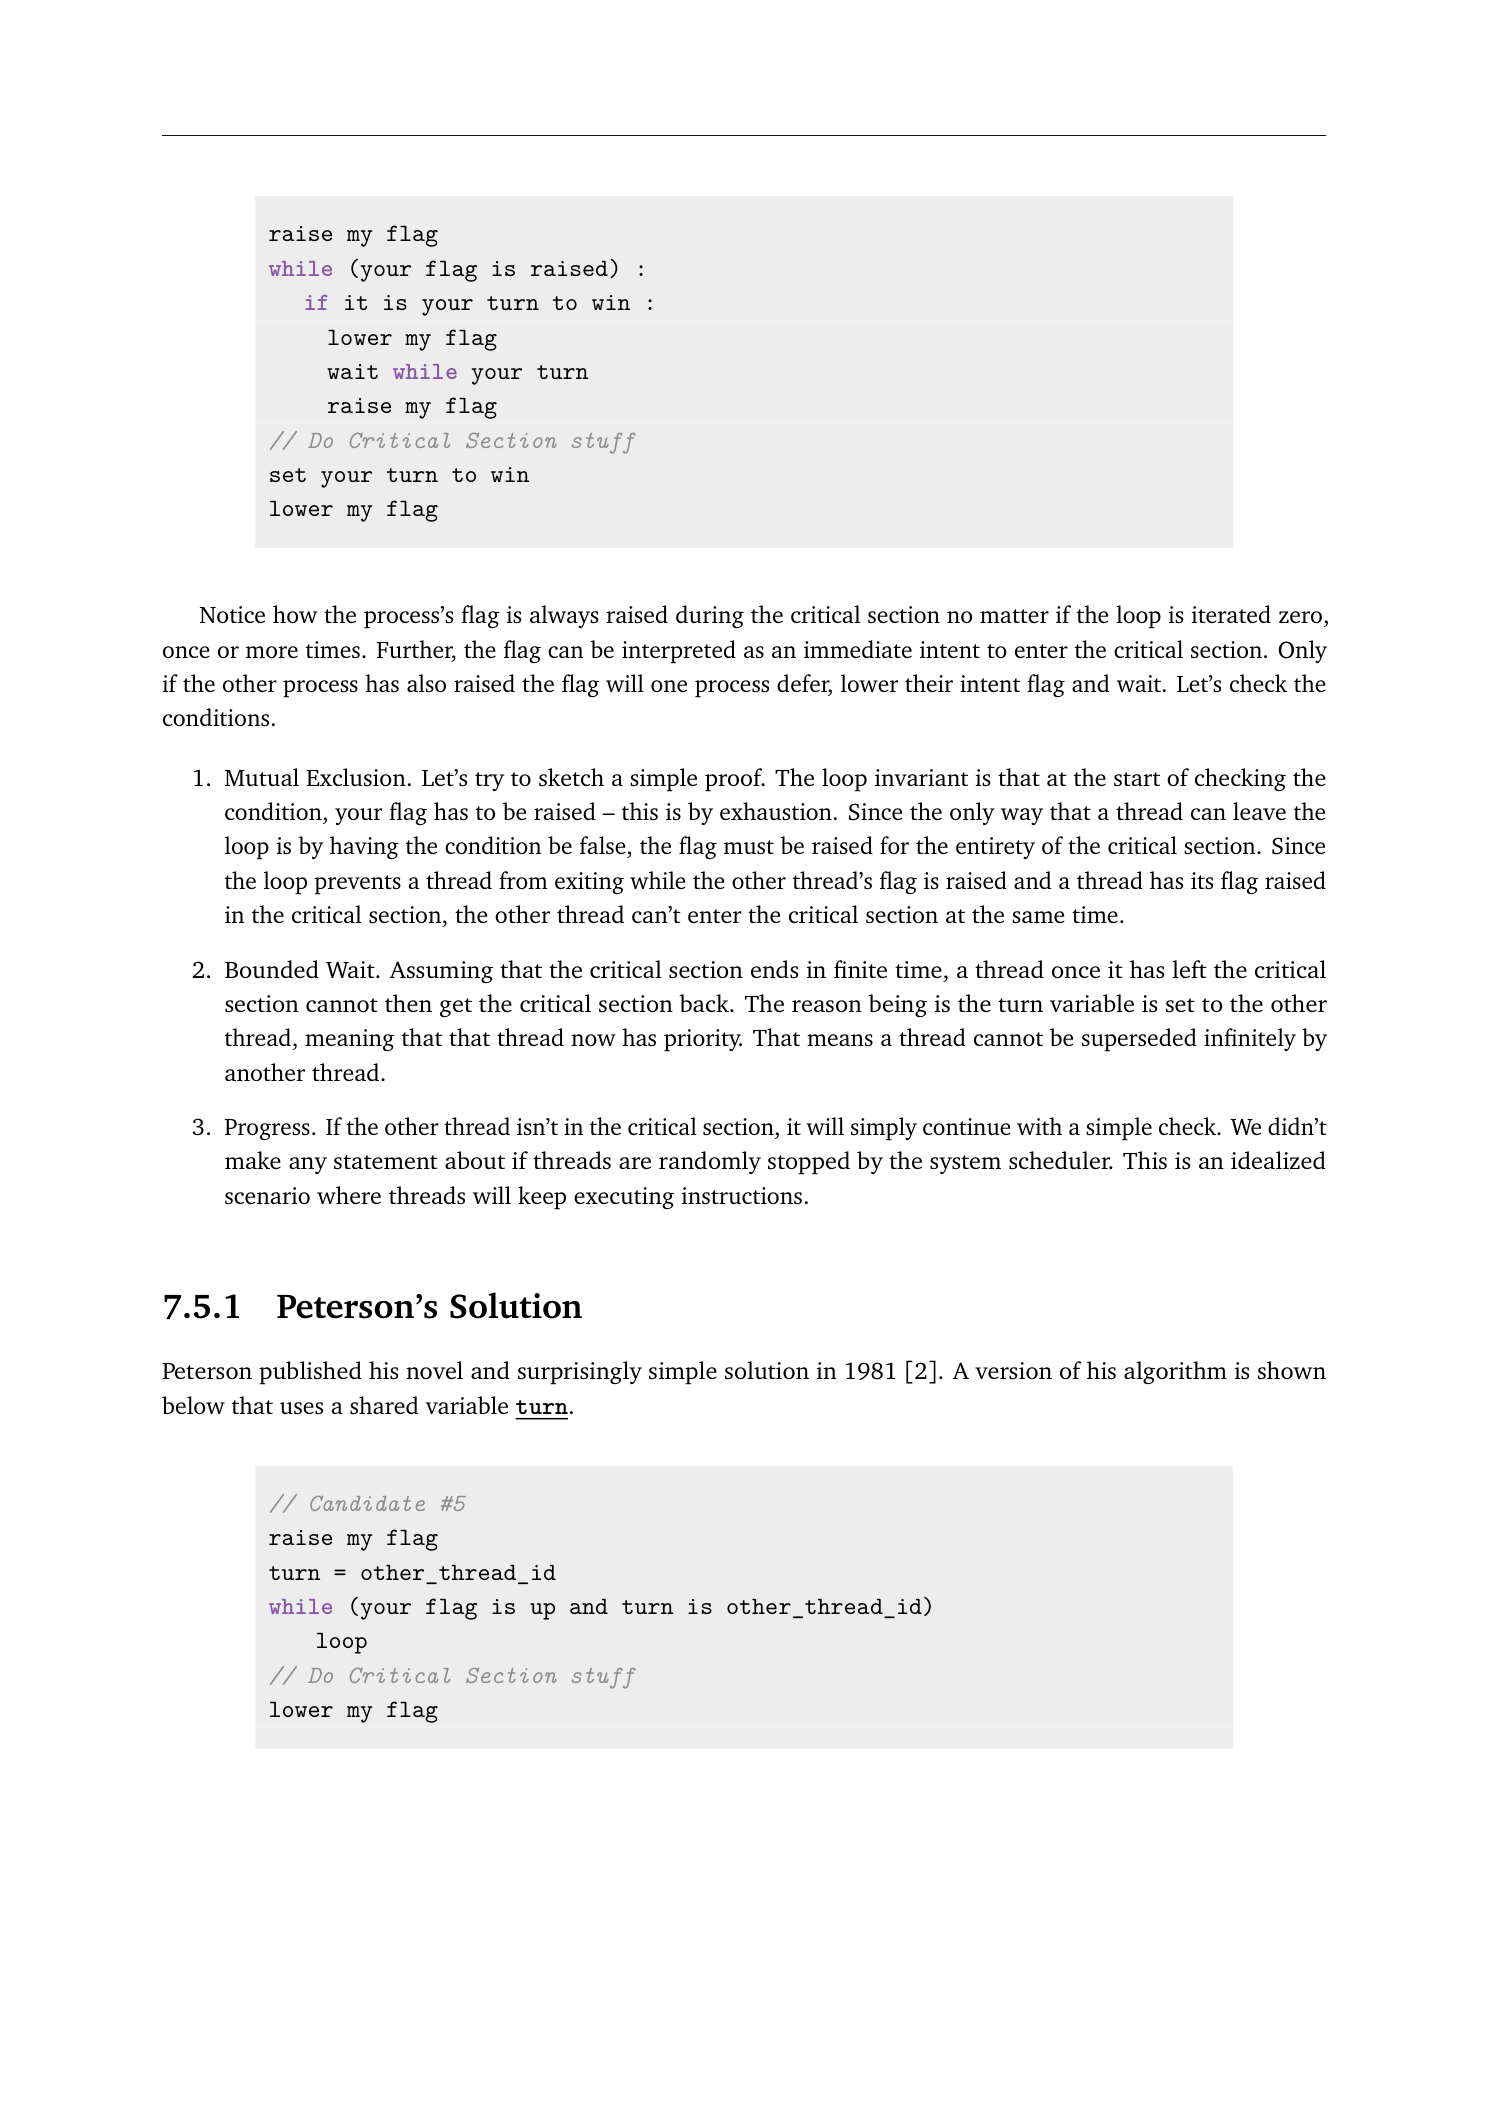 raise my flag
while (your flag is raised) :
if it is your turn to win :
lower my flag
wait while your turn
raise my flag
// Do Critical Section stuff
set your turn to win
lower my flag
Notice how the process’s flag is always raised during the critical section no matter if the loop is iterated zero,
once or more times. Further, the flag can be interpreted as an immediate intent to enter the critical section. Only
if the other process has also raised the flag will one process defer, lower their intent flag and wait. Let’s check the
conditions.
1. Mutual Exclusion. Let’s try to sketch a simple proof. The loop invariant is that at the start of checking the
condition, your flag has to be raised – this is by exhaustion. Since the only way that a thread can leave the
loop is by having the condition be false, the flag must be raised for the entirety of the critical section. Since
the loop prevents a thread from exiting while the other thread’s flag is raised and a thread has its flag raised
in the critical section, the other thread can’t enter the critical section at the same time.
2. Bounded Wait. Assuming that the critical section ends in finite time, a thread once it has left the critical
section cannot then get the critical section back. The reason being is the turn variable is set to the other
thread, meaning that that thread now has priority. That means a thread cannot be superseded infinitely by
another thread.
3. Progress. If the other thread isn’t in the critical section, it will simply continue with a simple check. We didn’t
make any statement about if threads are randomly stopped by the system scheduler. This is an idealized
scenario where threads will keep executing instructions.
7.5.1 Peterson’s Solution
Peterson published his novel and surprisingly simple solution in 1981 [2]. A version of his algorithm is shown
below that uses a shared variable turn.
// Candidate #5
raise my flag
turn = other_thread_id
while (your flag is up and turn is other_thread_id)
loop
// Do Critical Section stuff
lower my flag